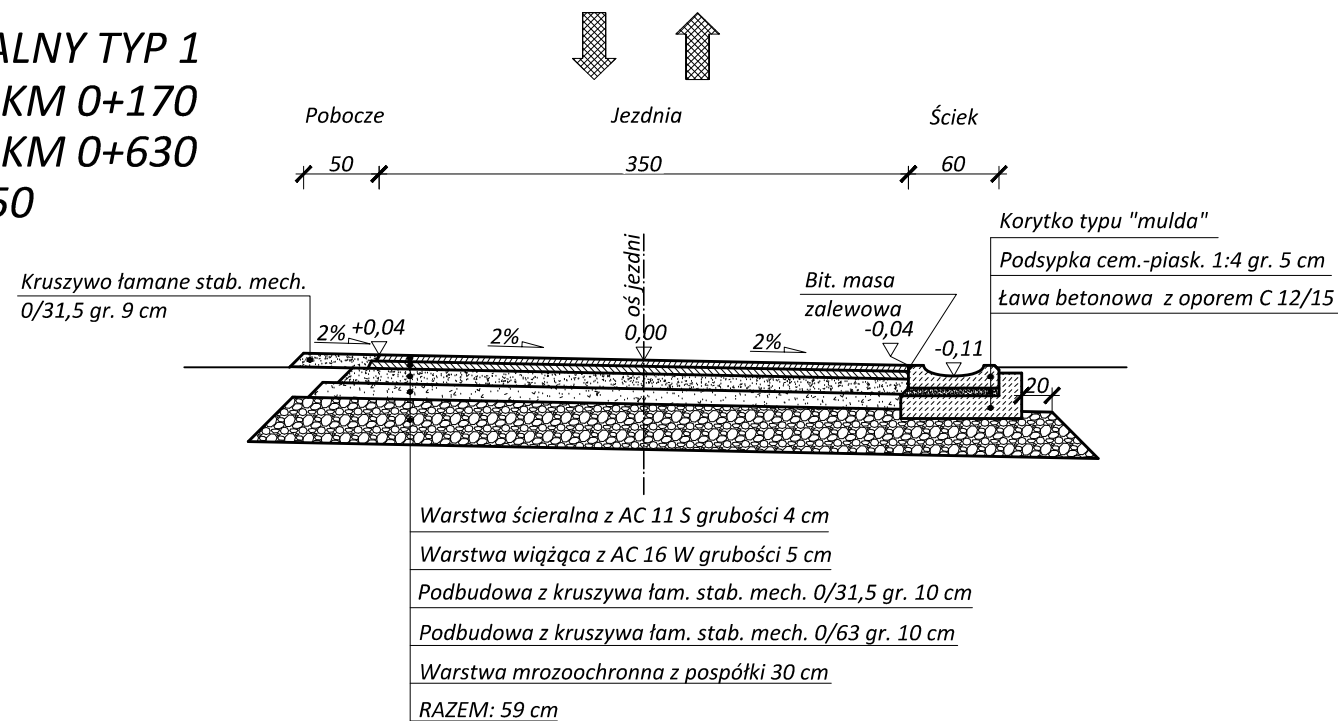 ALNY TYP 1
KM 0+170
KM 0+630
50
Pobocze
Jezdnia
Ściek
50
350
60
Korytko typu "mulda"
Podsypka cem.-piask. 1:4 gr. 5 cm
Ława betonowa z oporem C 12/15
Kruszywo łamane stab. mech.
0/31,5 gr. 9 cm
oś jezdni
Bit. masa
zalewowa
2%
+0,04
2%
0,00
2%
-0,04
-0,11
20
Warstwa ścieralna z AC 11 S grubości 4 cm
Warstwa wiążąca z AC 16 W grubości 5 cm
Podbudowa z kruszywa łam. stab. mech. 0/31,5 gr. 10 cm
Podbudowa z kruszywa łam. stab. mech. 0/63 gr. 10 cm
Warstwa mrozoochronna z pospółki 30 cm
RAZEM: 59 cm